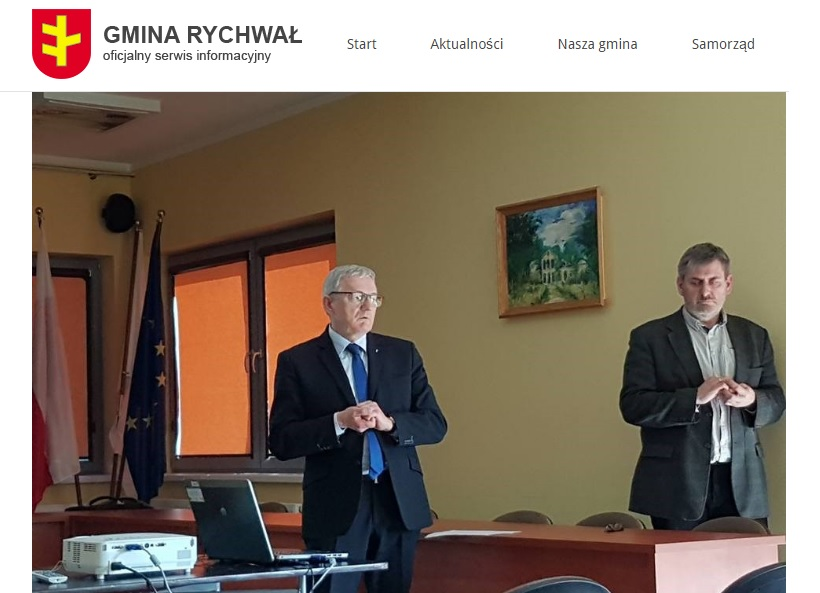 GMINA RYCHWAŁ
oficjalny serwis informacyjny
Start Aktualności Nasza gmina Samorząd